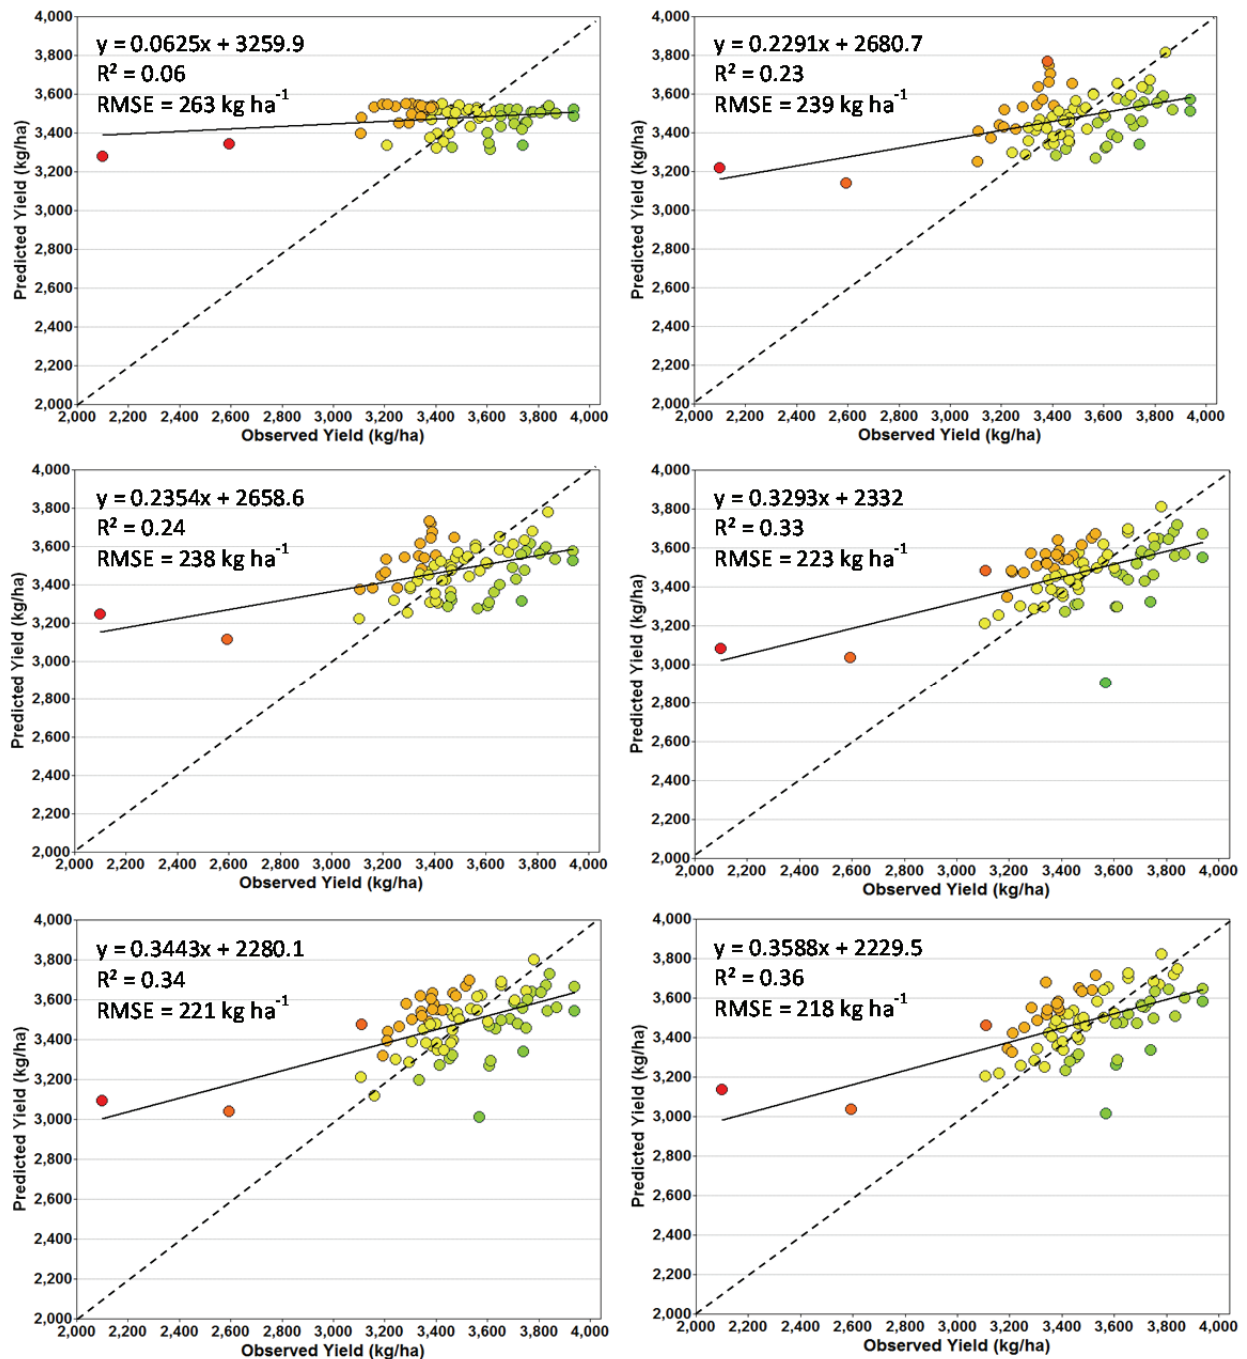 4,000
3,800
3,600
3,400
3,200
3,000
2,800
2,600
2,400
2,200
2,000
Predicted Yield (kg/ha)
y = 0.0625x + 3259.9
R² = 0.06
RMSE = 263 kg ha⁻¹
2,000 2,200 2,400 2,600 2,800 3,000 3,200 3,400 3,600 3,800 4,000
Observed Yield (kg/ha)
4,000
3,800
3,600
3,400
3,200
3,000
2,800
2,600
2,400
2,200
2,000
Predicted Yield (kg/ha)
y = 0.2291x + 2680.7
R² = 0.23
RMSE = 239 kg ha⁻¹
2,000 2,200 2,400 2,600 2,800 3,000 3,200 3,400 3,600 3,800 4,000
Observed Yield (kg/ha)
4,000
3,800
3,600
3,400
3,200
3,000
2,800
2,600
2,400
2,200
2,000
Predicted Yield (kg/ha)
y = 0.2354x + 2658.6
R² = 0.24
RMSE = 238 kg ha⁻¹
2,000 2,200 2,400 2,600 2,800 3,000 3,200 3,400 3,600 3,800 4,000
Observed Yield (kg/ha)
4,000
3,800
3,600
3,400
3,200
3,000
2,800
2,600
2,400
2,200
2,000
Predicted Yield (kg/ha)
y = 0.3293x + 2332
R² = 0.33
RMSE = 223 kg ha⁻¹
2,000 2,200 2,400 2,600 2,800 3,000 3,200 3,400 3,600 3,800 4,000
Observed Yield (kg/ha)
4,000
3,800
3,600
3,400
3,200
3,000
2,800
2,600
2,400
2,200
2,000
Predicted Yield (kg/ha)
y = 0.3443x + 2280.1
R² = 0.34
RMSE = 221 kg ha⁻¹
2,000 2,200 2,400 2,600 2,800 3,000 3,200 3,400 3,600 3,800 4,000
Observed Yield (kg/ha)
4,000
3,800
3,600
3,400
3,200
3,000
2,800
2,600
2,400
2,200
2,000
Predicted Yield (kg/ha)
y = 0.3588x + 2229.5
R² = 0.36
RMSE = 218 kg ha⁻¹
2,000 2,200 2,400 2,600 2,800 3,000 3,200 3,400 3,600 3,800 4,000
Observed Yield (kg/ha)